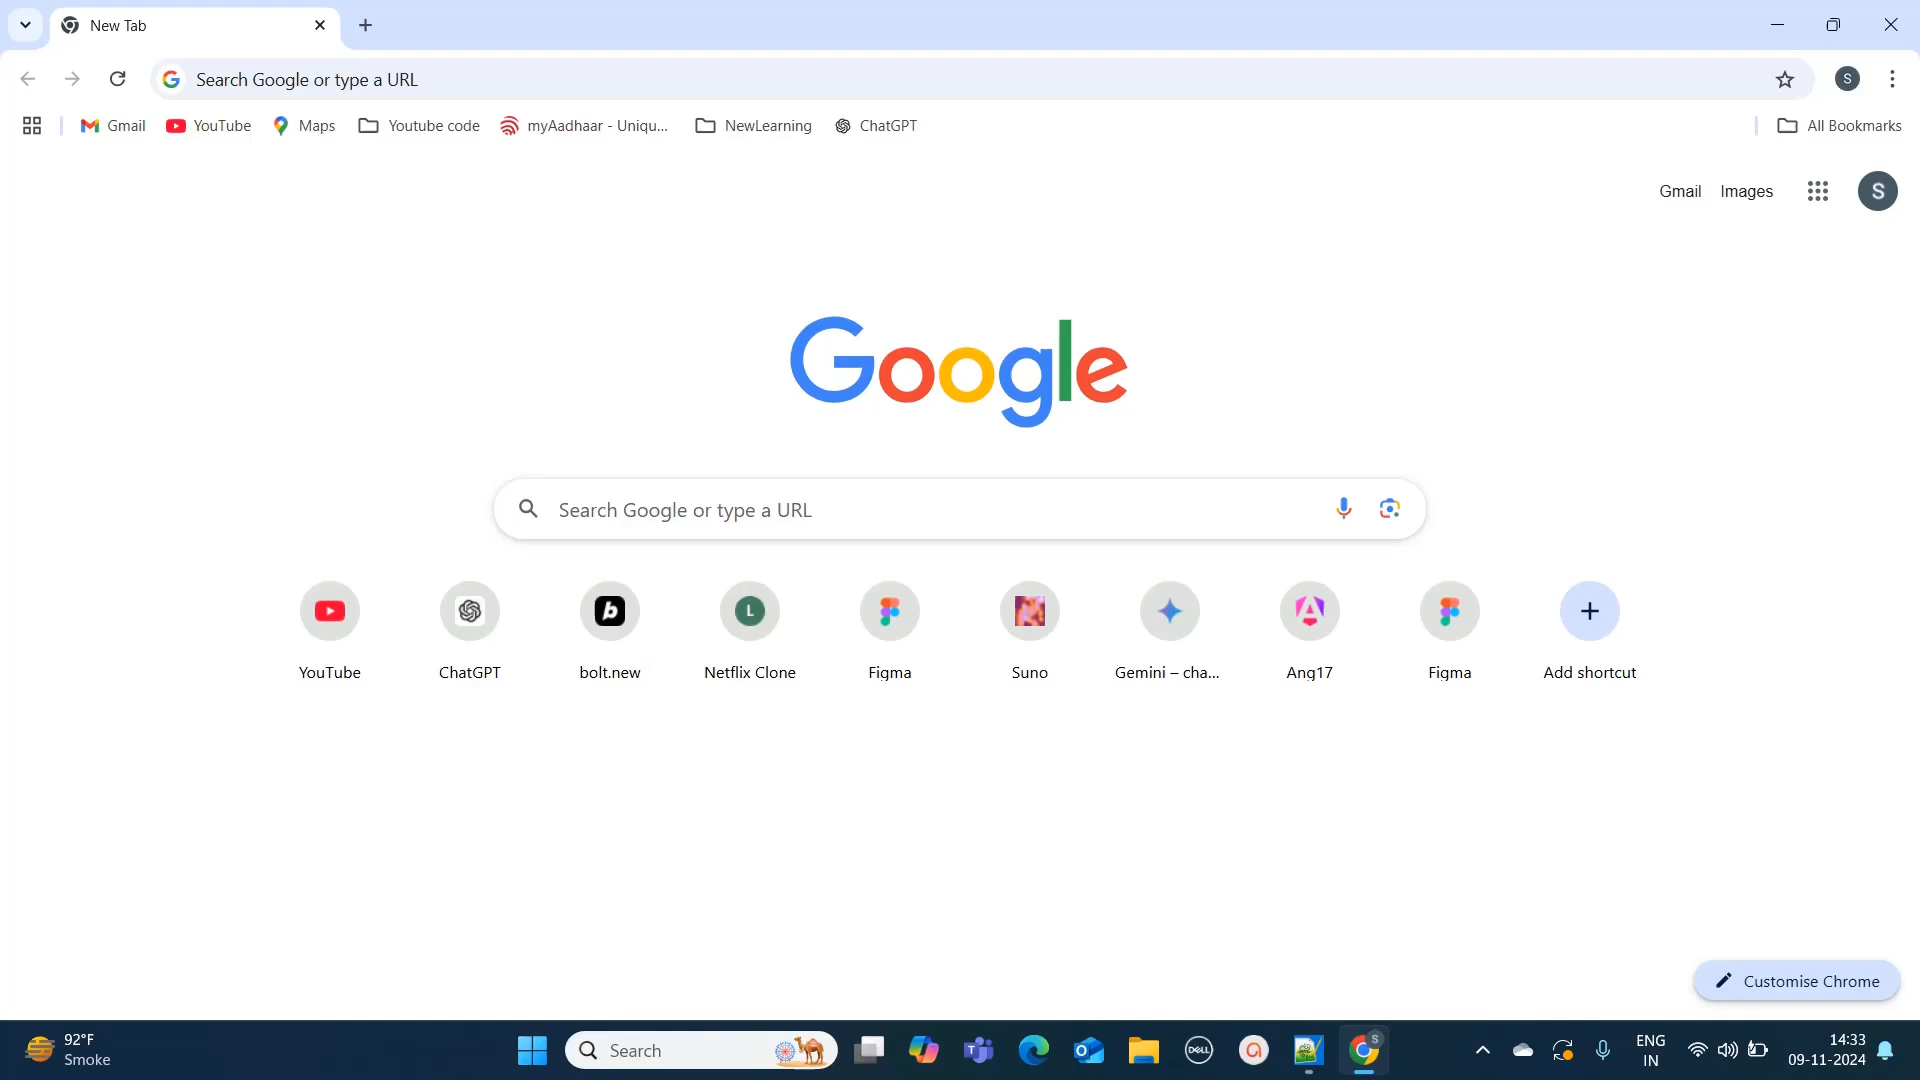 New Tab
Search Google or type a URL
Gmail YouTube Maps Youtube code myAadhaar - Uniqu... NewLearning ChatGPT All Bookmarks
Gmail Images S
Google
Search Google or type a URL
L
YouTube ChatGPT bolt.new Netflix Clone Figma Suno Gemini – cha... Ang17 Figma Add shortcut
Customise Chrome
92°F
Smoke
Search
DELL
S
ENG
IN
14:33
09-11-2024